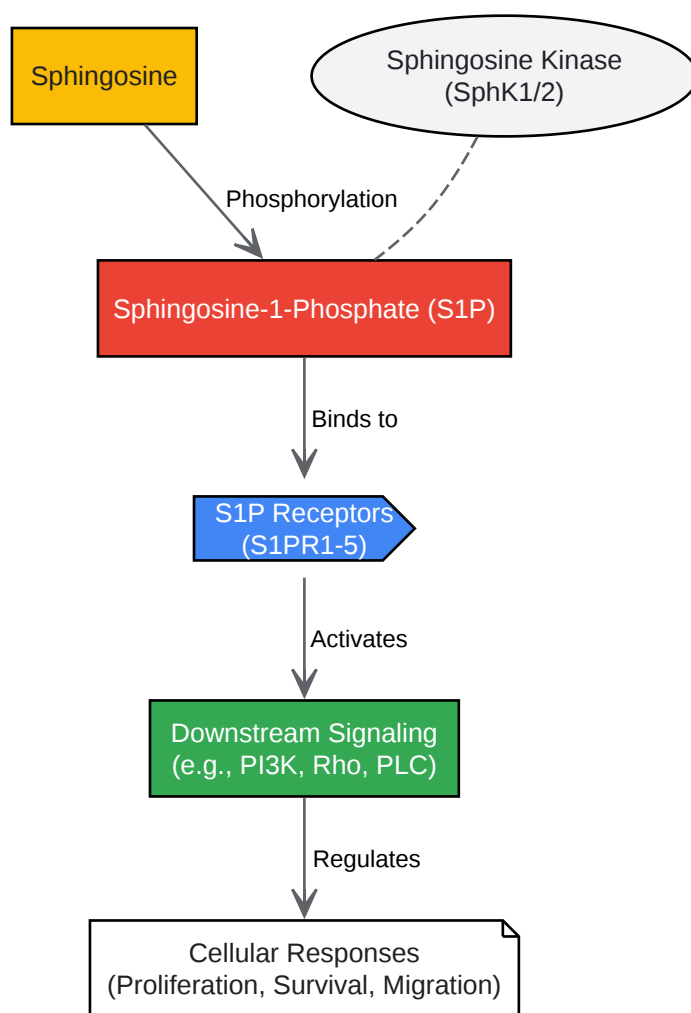 Sphingosine
Sphingosine Kinase
(SphK1/2)
Phosphorylation
Sphingosine-1-Phosphate (S1P)
Binds to
S1P Receptors
(S1PR1-5)
Activates
Downstream Signaling
(e.g., PI3K, Rho, PLC)
Regulates
Cellular Responses
(Proliferation, Survival, Migration)